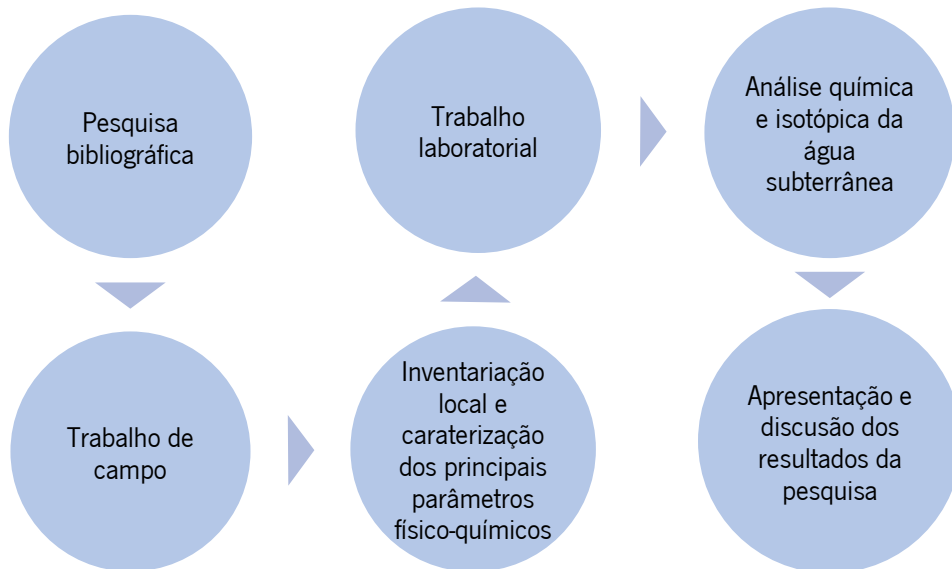 Pesquisa
bibliográfica
Trabalho de
campo
Inventariação
local e
caraterização
dos principais
parâmetros
físico-químicos
Trabalho
laboratorial
Análise química
e isotópica da
água
subterrânea
Apresentação e
discusão dos
resultados da
pesquisa